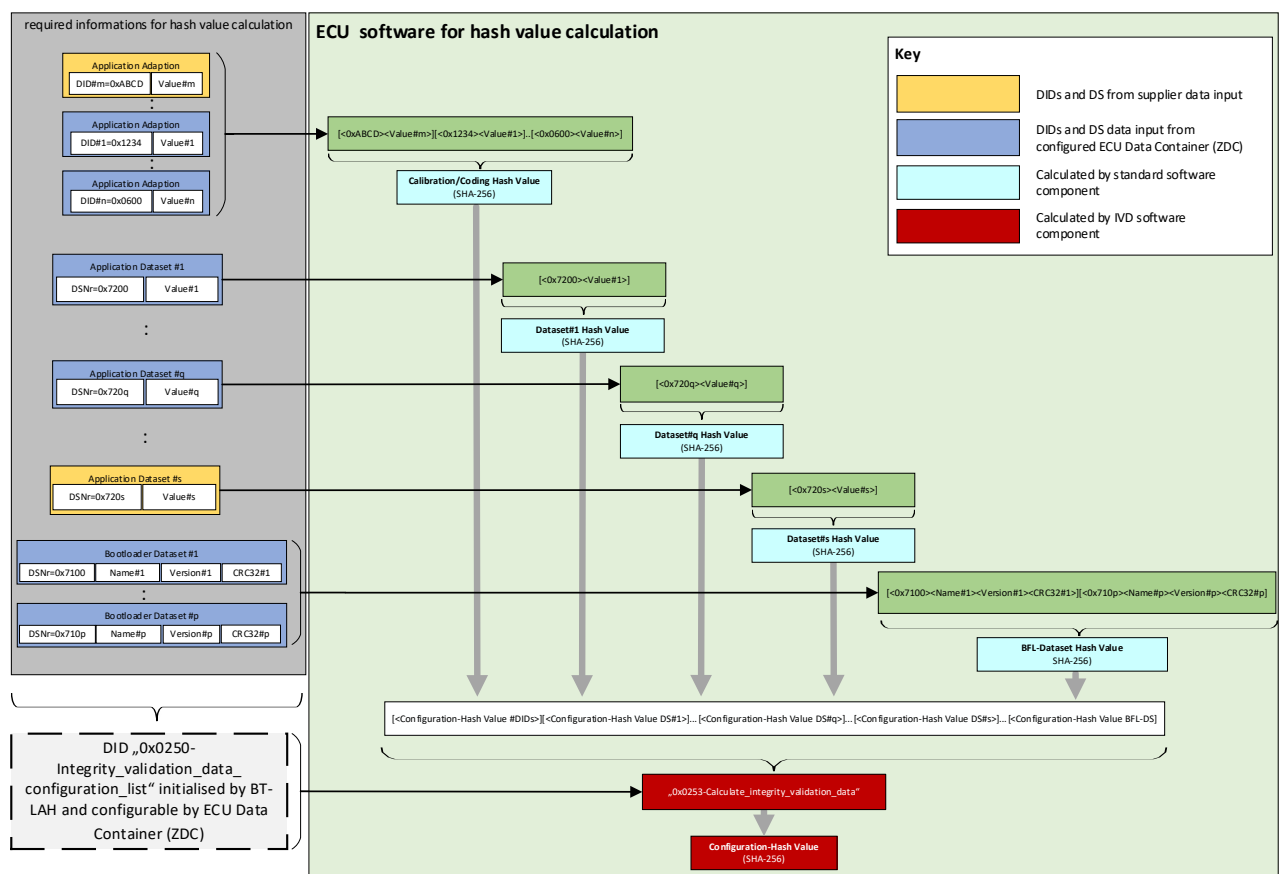 required informations for hash value calculation
Application Adaption
DID#m=0xABCD Value#m
:
Application Adaption
DID#1=0x1234 Value#1
:
Application Adaption
DID#n=0x0600 Value#n
Application Dataset #1
DSNr=0x7200 Value#1
:
Application Dataset #q
DSNr=0x720q Value#q
:
Application Dataset #s
DSNr=0x720s Value#s
Bootloader Dataset #1
DSNr=0x7100 Name#1 Version#1 CRC32#1
:
Bootloader Dataset #p
DSNr=0x710p Name#p Version#p CRC32#p
DID „0x0250-
Integrity_validation_data_
configuration_list“ initialised by BT-
LAH and configurable by ECU Data
Container (ZDC)
ECU software for hash value calculation
Key
DIDs and DS from supplier data input
DIDs and DS data input from
configured ECU Data Container (ZDC)
Calculated by standard software
component
Calculated by IVD software
component
[<0xABCD><Value#m>][<0x1234><Value#1>]..[<0x0600><Value#n>]
Calibration/Coding Hash Value
(SHA-256)
[<0x7200><Value#1>]
Dataset#1 Hash Value
(SHA-256)
[<0x720q><Value#q>]
Dataset#q Hash Value
(SHA-256)
[<0x720s><Value#s>]
Dataset#s Hash Value
(SHA-256)
[<0x7100><Name#1><Version#1><CRC32#1>][<0x710p><Name#p><Version#p><CRC32#p]
BFL-Dataset Hash Value
SHA-256)
[<Configuration-Hash Value #DIDs>][<Configuration-Hash Value DS#1>]... [<Configuration-Hash Value DS#q>]... [<Configuration-Hash Value DS#s>]... [<Configuration-Hash Value BFL-DS]
„0x0253-Calculate_integrity_validation_data“
Configuration-Hash Value
(SHA-256)